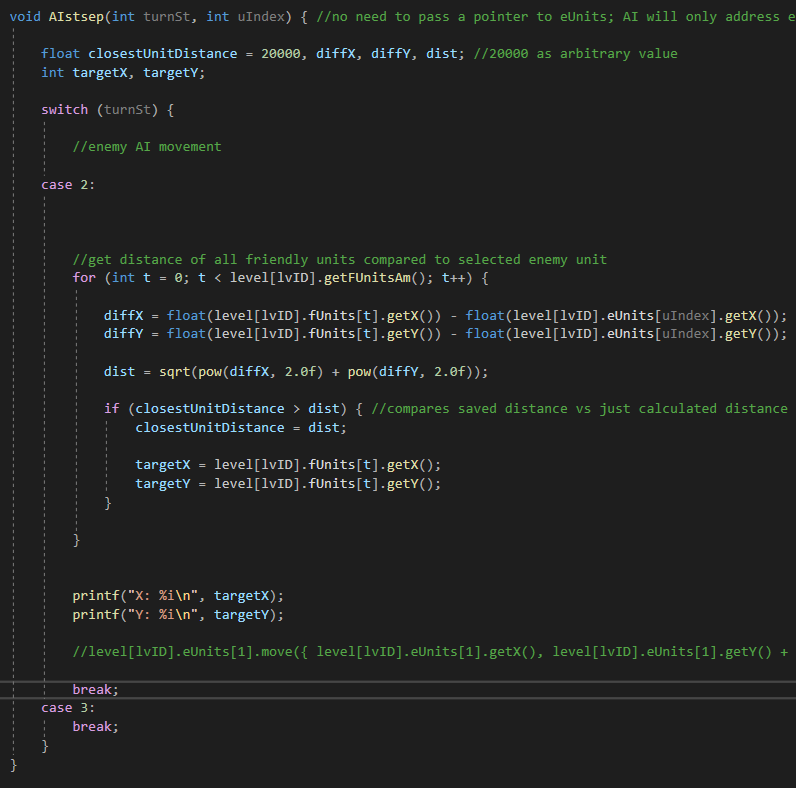 void AIstsep(int turnSt, int uIndex) { //no need to pass a pointer to eUnits; AI will only address e
float closestUnitDistance = 20000, diffX, diffY, dist; //20000 as arbitrary value
int targetX, targetY;
switch (turnSt) {
//enemy AI movement
case 2:
//get distance of all friendly units compared to selected enemy unit
for (int t = 0; t < level[lvID].getFUnitsAm(); t++) {
diffX = float(level[lvID].fUnits[t].getX()) - float(level[lvID].eUnits[uIndex].getX());
diffY = float(level[lvID].fUnits[t].getY()) - float(level[lvID].eUnits[uIndex].getY());
dist = sqrt(pow(diffX, 2.0f) + pow(diffY, 2.0f));
if (closestUnitDistance > dist) { //compares saved distance vs just calculated distance
closestUnitDistance = dist;
targetX = level[lvID].fUnits[t].getX();
targetY = level[lvID].fUnits[t].getY();
}
}
printf("X: %i\n", targetX);
printf("Y: %i\n", targetY);
//level[lvID].eUnits[1].move({ level[lvID].eUnits[1].getX(), level[lvID].eUnits[1].getY() +
break;
case 3:
break;
}
}